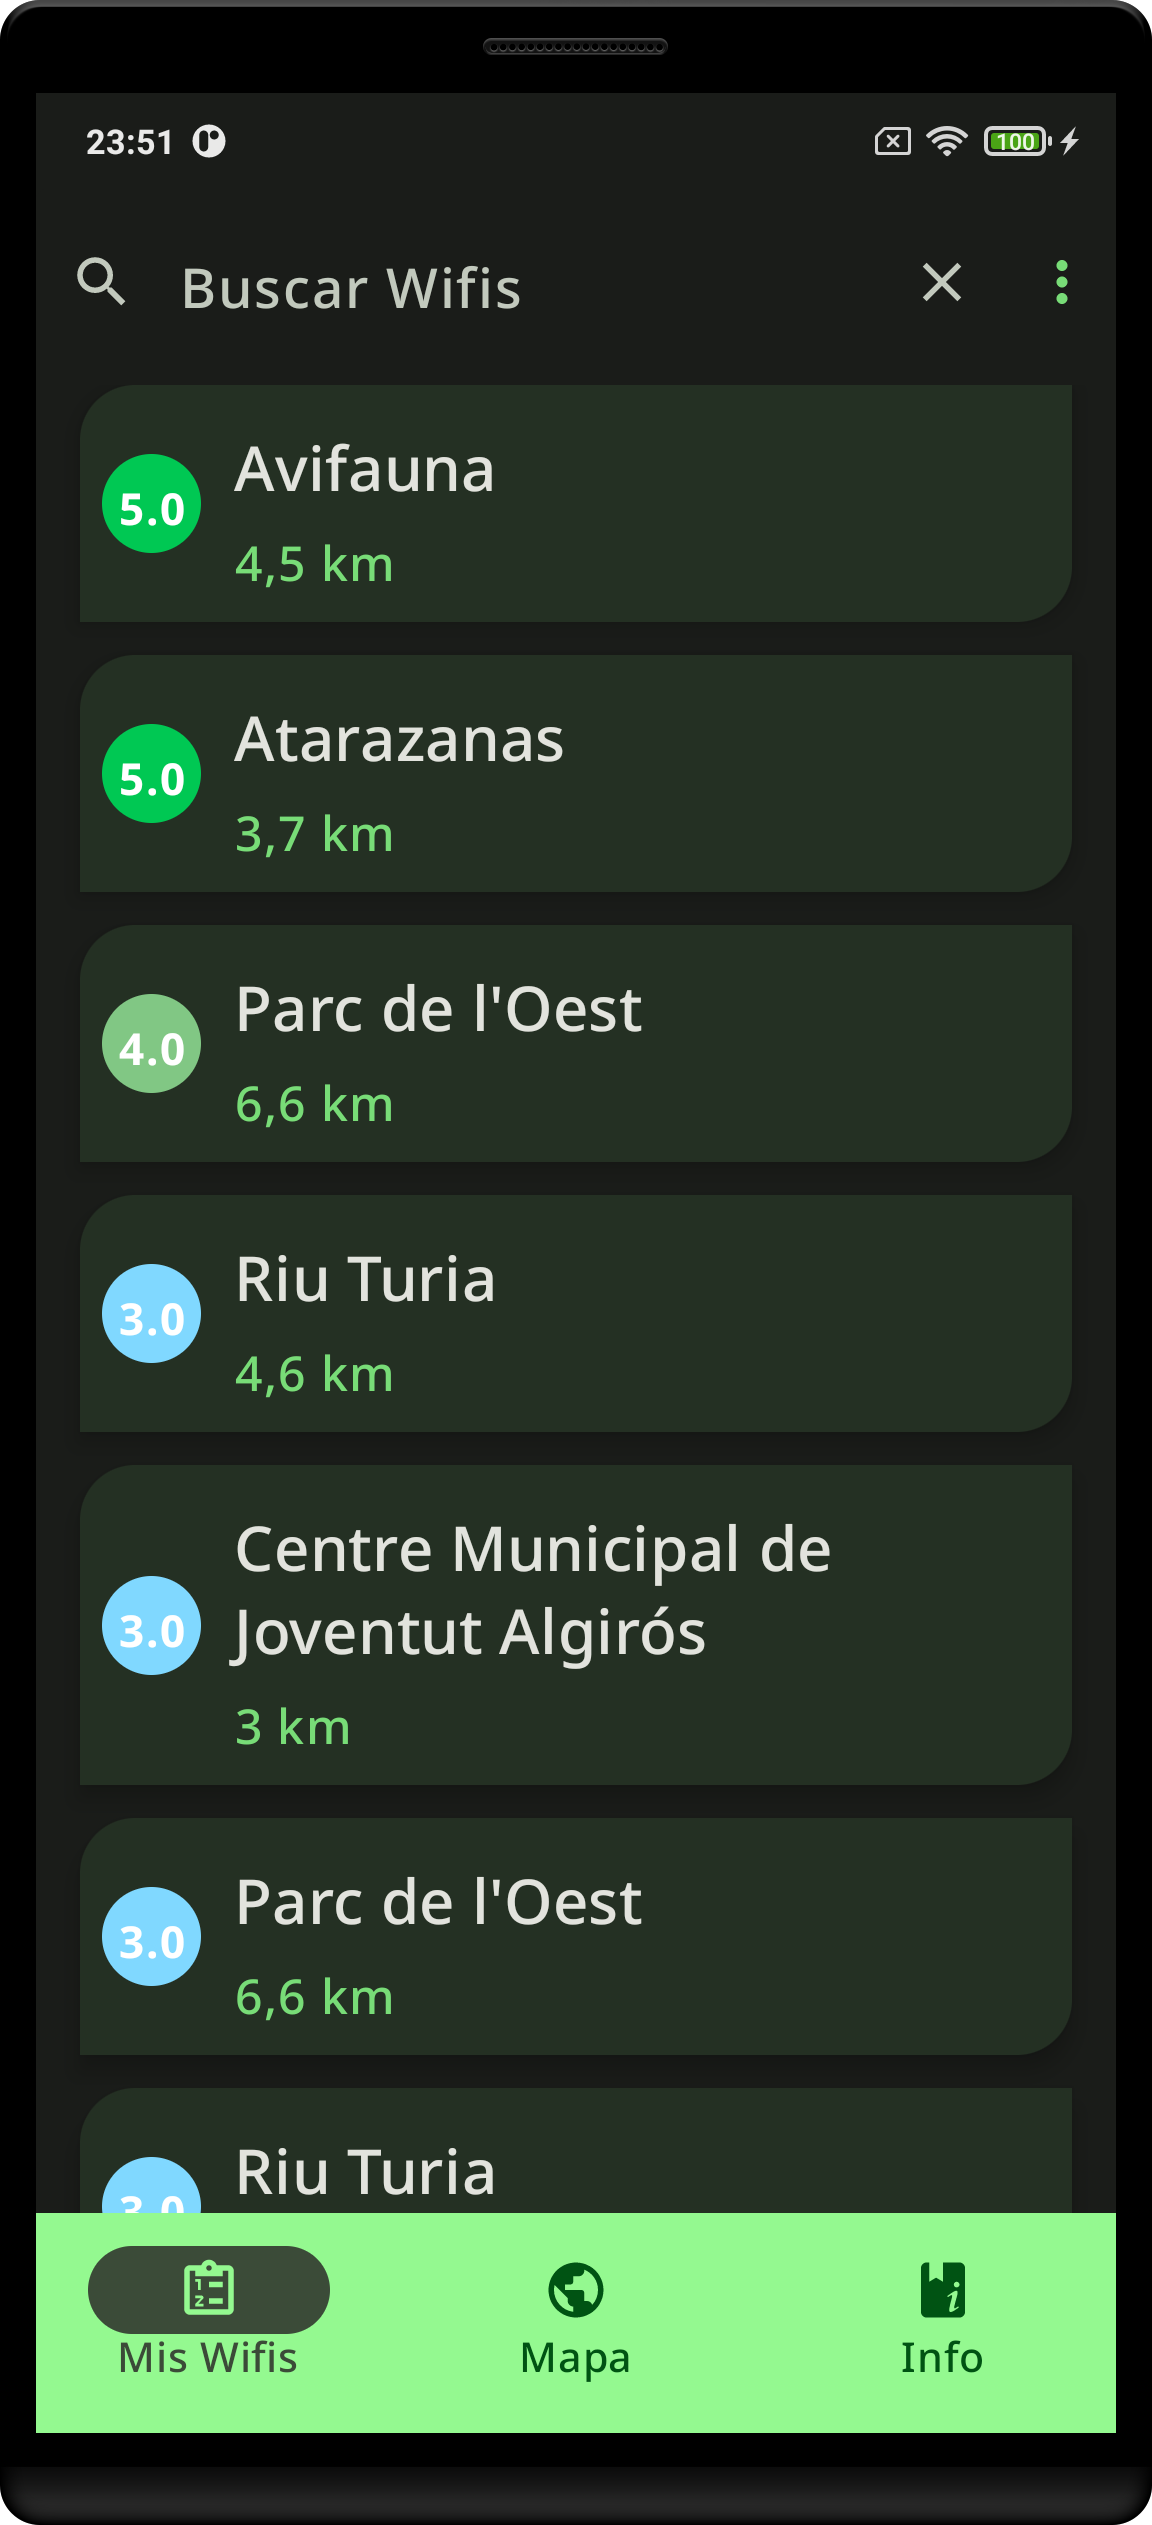 23:51
100
Buscar Wifis
5.0
Avifauna
4,5 km
5.0
Atarazanas
3,7 km
4.0
Parc de l'Oest
6,6 km
3.0
Riu Turia
4,6 km
3.0
Centre Municipal de
Joventut Algirós
3 km
3.0
Parc de l'Oest
6,6 km
3.0
Riu Turia
Mis Wifis
Mapa
Info